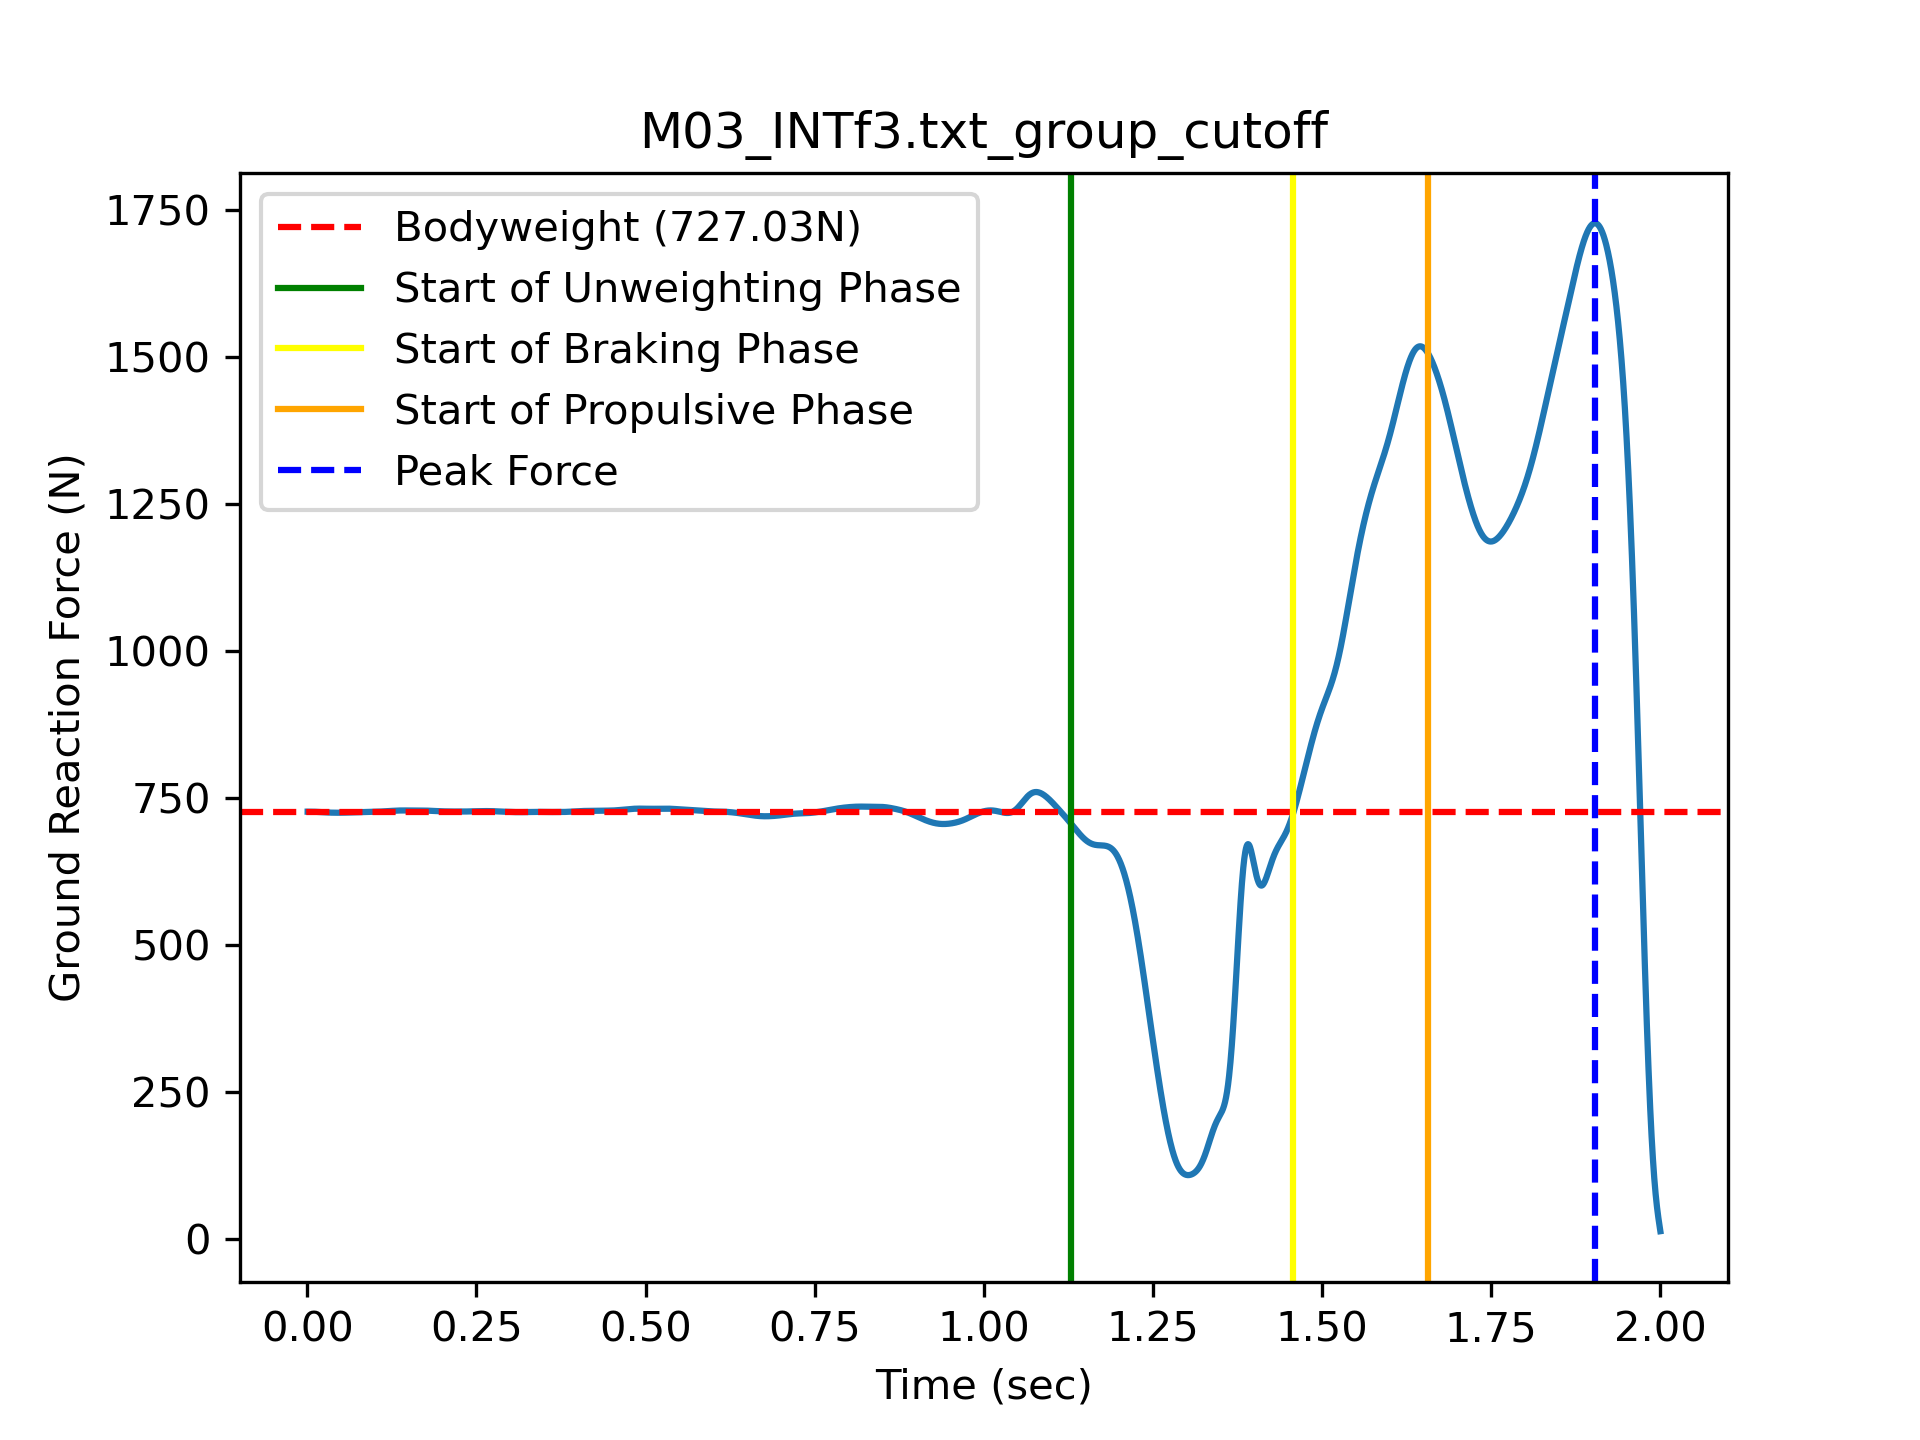 M03_INTf3.txt_group_cutoff
Bodyweight (727.03N)
Start of Unweighting Phase
Start of Braking Phase
Start of Propulsive Phase
Peak Force
Ground Reaction Force (N)
1750
1500
1250
1000
750
500
250
0
0.00 0.25 0.50 0.75 1.00 1.25 1.50 1.75 2.00
Time (sec)